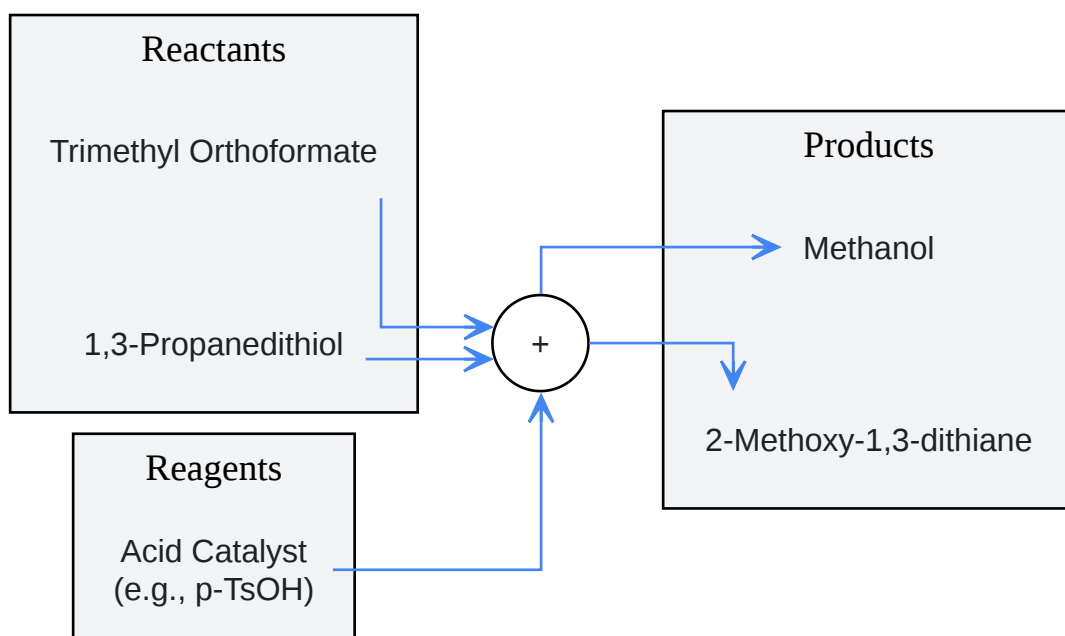 Reactants
Trimethyl Orthoformate
1,3-Propanedithiol
Reagents
Acid Catalyst
(e.g., p-TsOH)
+
Products
Methanol
2-Methoxy-1,3-dithiane